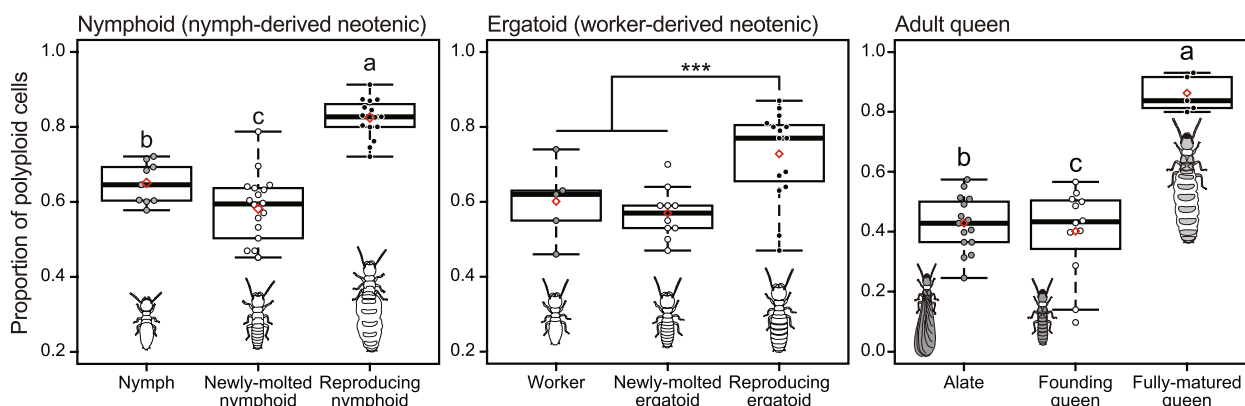 Nymphoid (nymph-derived neotenic)
Ergatoid (worker-derived neotenic)
Adult queen
Proportion of polyploid cells
1.0
0.8
0.6
0.4
0.2
b
c
a
Nymph
Newly-molted
nymphoid
Reproducing
nymphoid
1.0
0.8
0.6
0.4
0.2
***
Worker
Newly-molted
ergatoid
Reproducing
ergatoid
1.0
0.8
0.6
0.4
0.2
0.0
b
c
a
Alate
Founding
queen
Fully-matured
queen